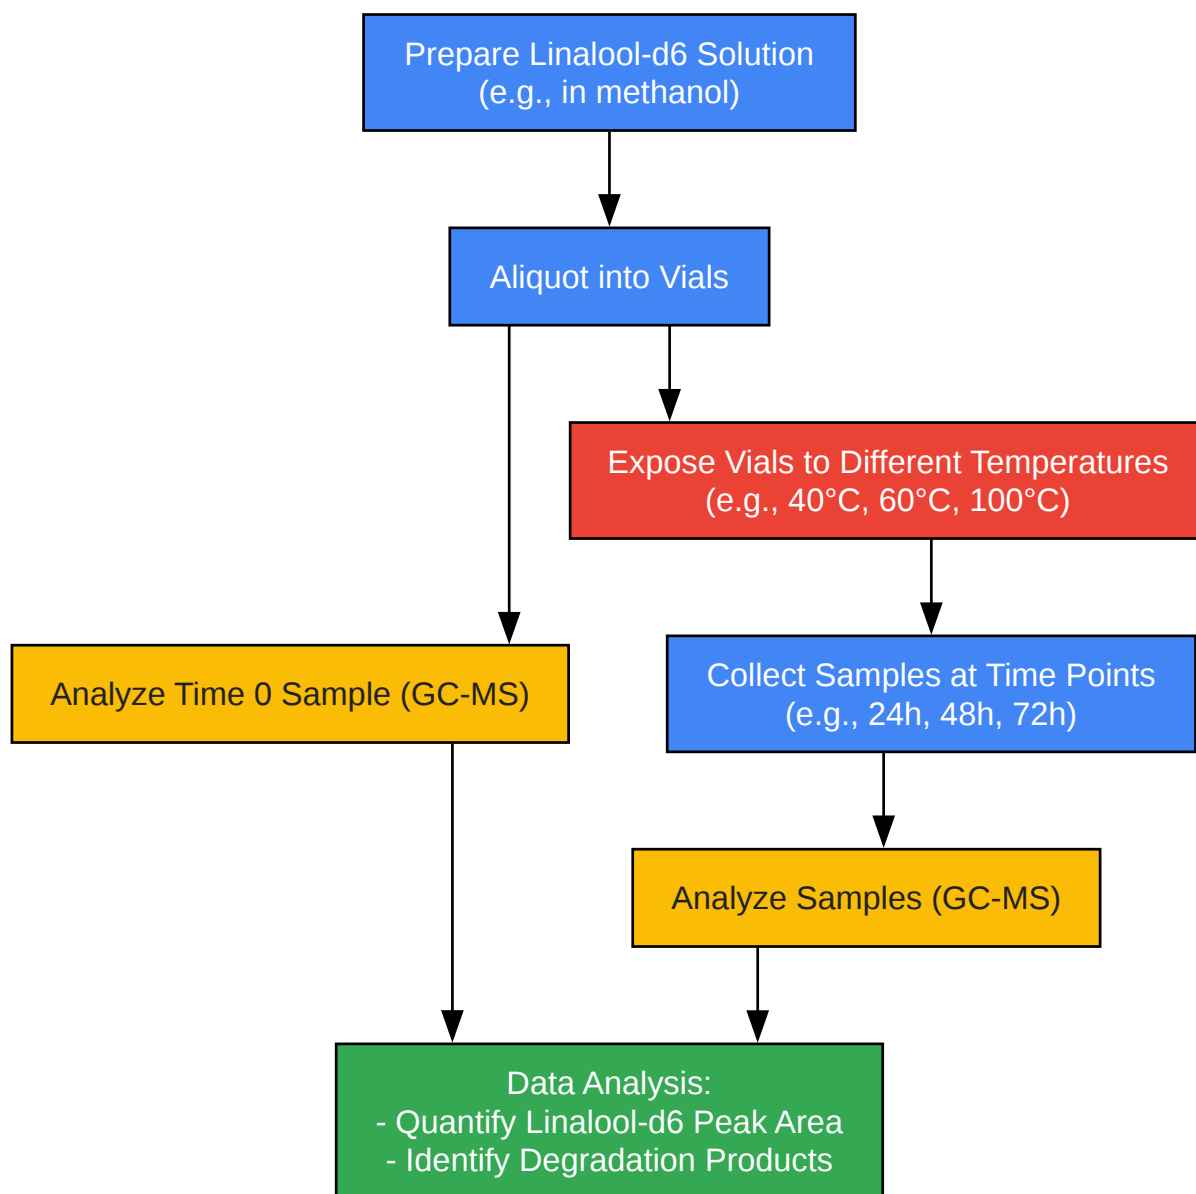 Prepare Linalool-d6 Solution
(e.g., in methanol)
Aliquot into Vials
Expose Vials to Different Temperatures
(e.g., 40°C, 60°C, 100°C)
Analyze Time 0 Sample (GC-MS)
Collect Samples at Time Points
(e.g., 24h, 48h, 72h)
Analyze Samples (GC-MS)
Data Analysis:
- Quantify Linalool-d6 Peak Area
- Identify Degradation Products